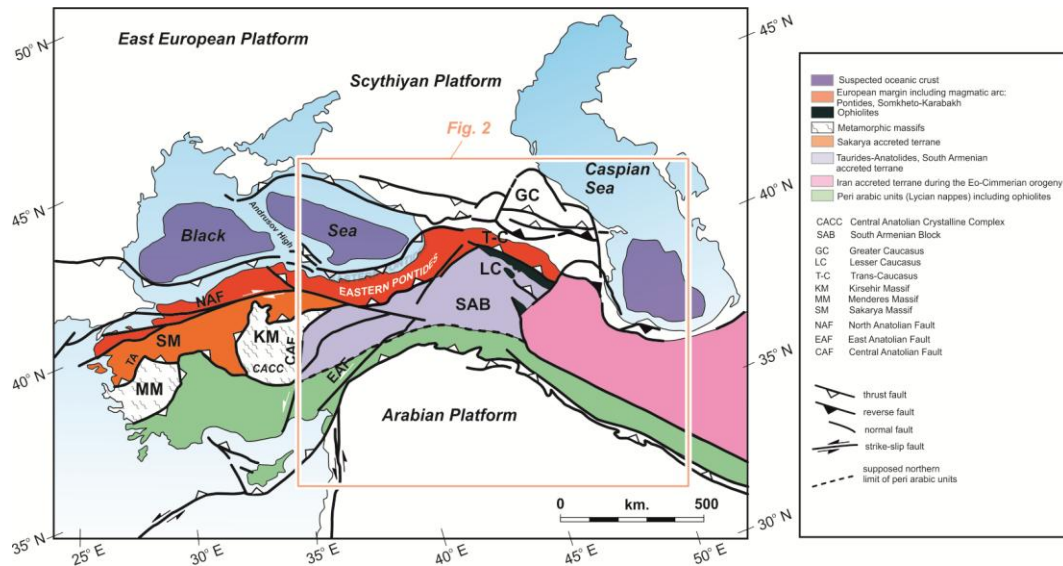 50° N
45° N
40° N
35° N
45° N
40° N
35° N
30° N
25° E
30° E
35° E
40° E
45° E
50° E
East European Platform
Scythiyan Platform
Fig. 2
Caspian
Sea
GC
Andrusov High
Black
Sea
T-C
LC
EASTERN PONTIDES
NAF
SAB
SM
KM
CAF
TA
CACC
EAF
MM
Arabian Platform
0 km. 500
Suspected oceanic crust
European margin including magmatic arc:
Pontides, Somkheto-Karabakh
Ophiolites
Metamorphic massifs
Sakarya accreted terrane
Taurides-Anatolides, South Armenian
accreted terrane
Iran accreted terrane during the Eo-Cimmerian orogeny
Peri arabic units (Lycian nappes) including ophiolites
CACC Central Anatolian Crystalline Complex
SAB South Armenian Block
GC Greater Caucasus
LC Lesser Caucasus
T-C Trans-Caucasus
KM Kirsehir Massif
MM Menderes Massif
SM Sakarya Massif
NAF North Anatolian Fault
EAF East Anatolian Fault
CAF Central Anatolian Fault
thrust fault
reverse fault
normal fault
strike-slip fault
supposed northern
limit of peri arabic units